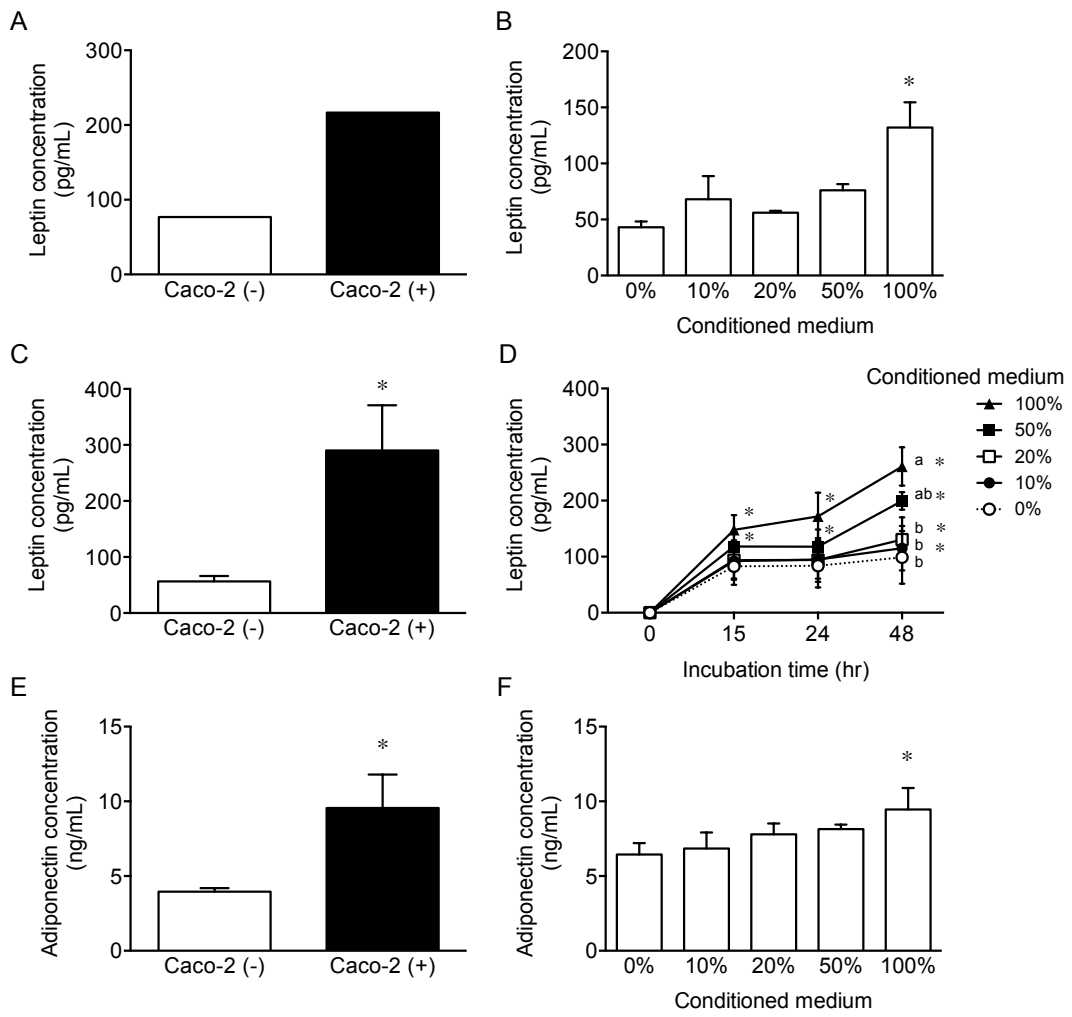 A
Leptin concentration
(pg/mL)
300
200
100
0
Caco-2 (-)
Caco-2 (+)
B
Leptin concentration
(pg/mL)
200
150
100
50
0
*
0% 10% 20% 50% 100%
Conditioned medium
C
Leptin concentration
(pg/mL)
400
300
200
100
0
*
Caco-2 (-)
Caco-2 (+)
D
Leptin concentration
(pg/mL)
400
300
200
100
0
* *
* *
a *
ab *
b *
b *
b
0 15 24 48
Incubation time (hr)
Conditioned medium
100%
50%
20%
10%
0%
E
Adiponectin concentration
(ng/mL)
15
10
5
0
*
Caco-2 (-)
Caco-2 (+)
F
Adiponectin concentration
(ng/mL)
15
10
5
0
*
0% 10% 20% 50% 100%
Conditioned medium